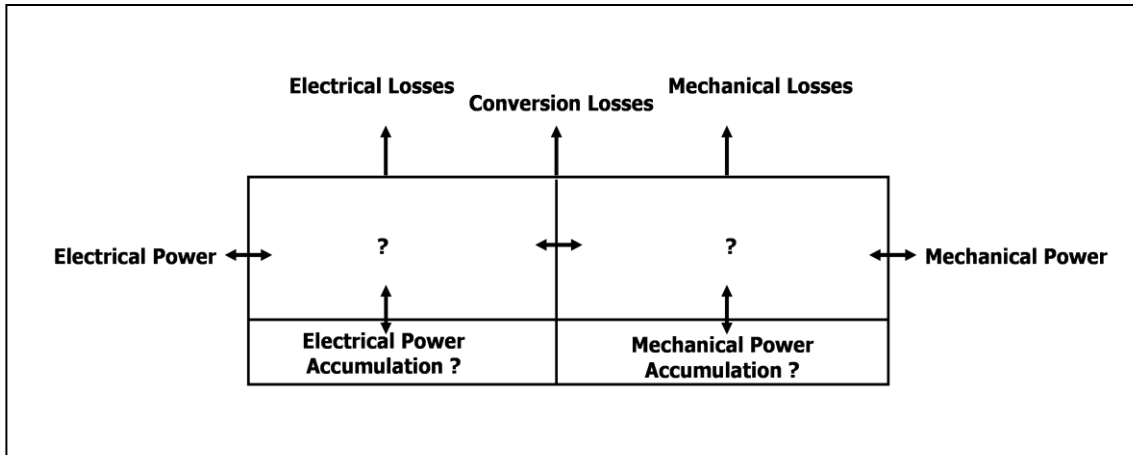 Electrical Losses
Conversion Losses
Mechanical Losses
Electrical Power
?
?
Mechanical Power
Electrical Power
Accumulation ?
Mechanical Power
Accumulation ?